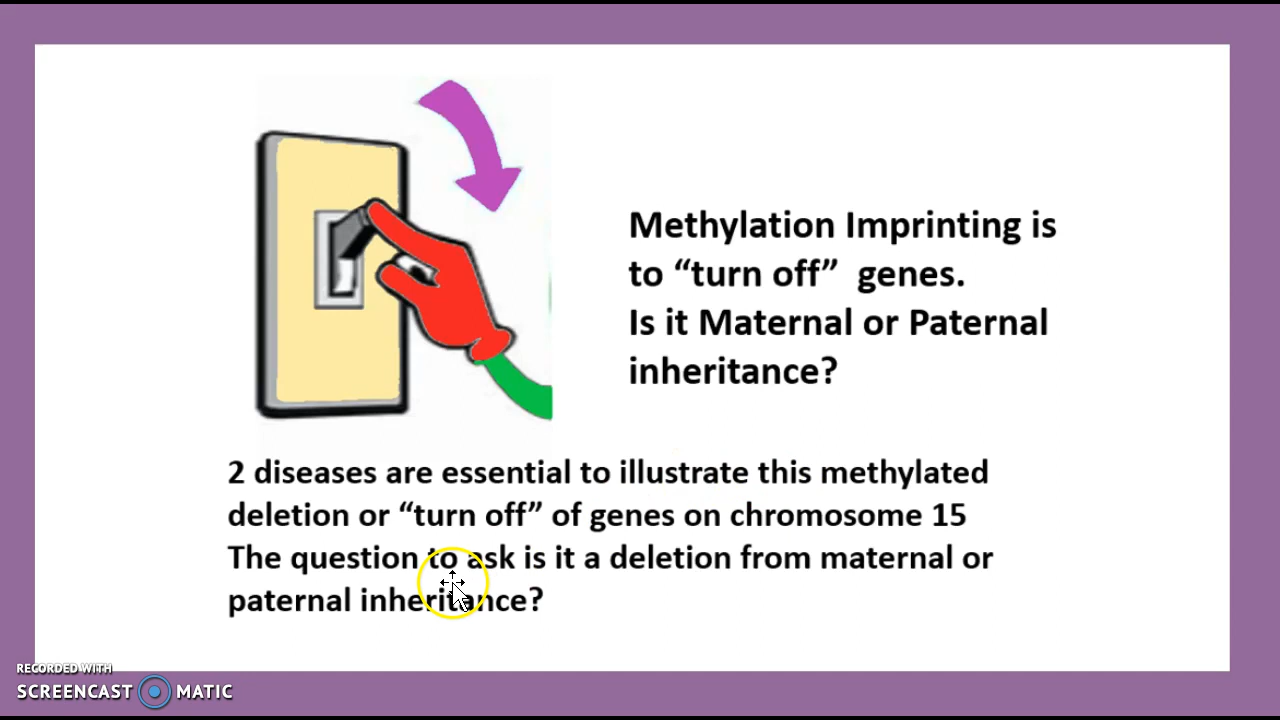 Methylation Imprinting is
to “turn off”  genes.
Is it Maternal or Paternal
inheritance?
2 diseases are essential to illustrate this methylated
deletion or “turn off” of genes on chromosome 15
The question to ask is it a deletion from maternal or
paternal inheritance?
RECORDED WITH
SCREENCAST MATIC